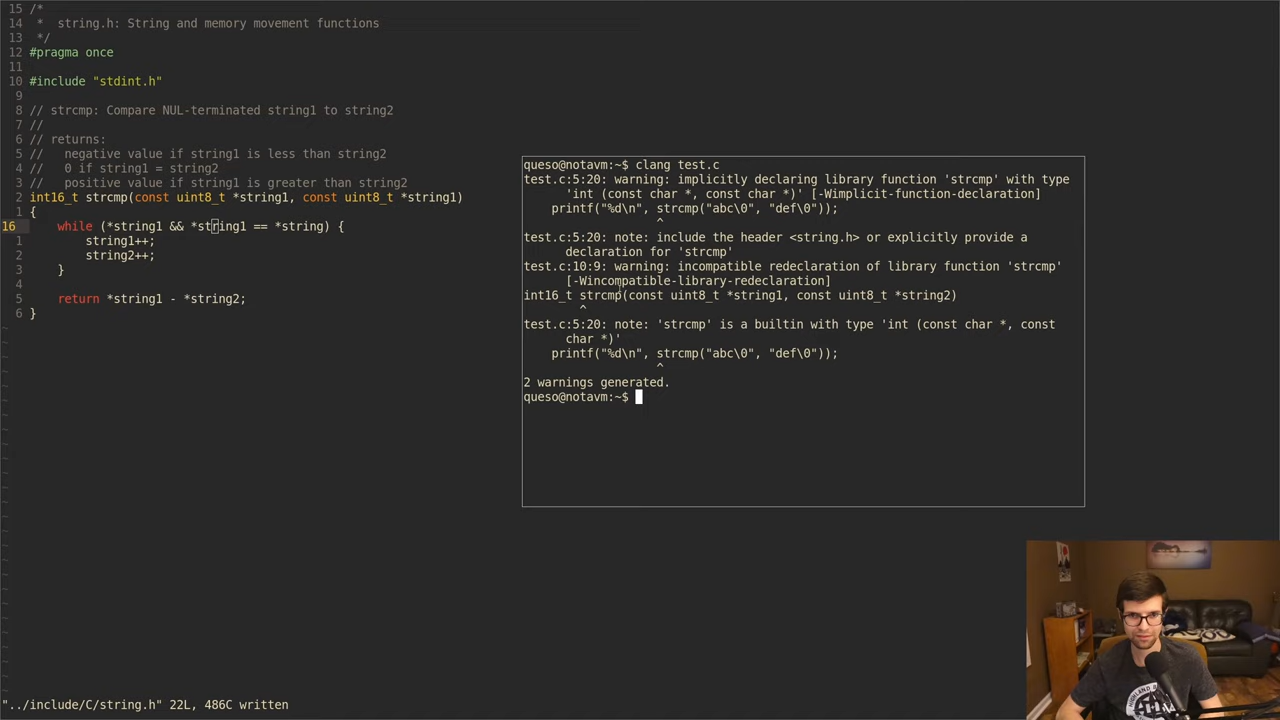 15 /*
14  *  string.h: String and memory movement functions
13  */
12 #pragma once
11
10 #include "stdint.h"
9
8 // strcmp: Compare NUL-terminated string1 to string2
7 //
6 // returns:
5 //   negative value if string1 is less than string2
4 //   0 if string1 = string2
3 //   positive value if string1 is greater than string2
2 int16_t strcmp(const uint8_t *string1, const uint8_t *string1)
1 {
16     while (*string1 && *string1 == *string) {
1         string1++;
2         string2++;
3     }
4
5     return *string1 - *string2;
6 }
"../include/C/string.h" 22L, 486C written
queso@notavm:~$ clang test.c
test.c:5:20: warning: implicitly declaring library function 'strcmp' with type
      'int (const char *, const char *)' [-Wimplicit-function-declaration]
    printf("%d\n", strcmp("abc\0", "def\0"));
                   ^
test.c:5:20: note: include the header <string.h> or explicitly provide a
      declaration for 'strcmp'
test.c:10:9: warning: incompatible redeclaration of library function 'strcmp'
      [-Wincompatible-library-redeclaration]
int16_t strcmp(const uint8_t *string1, const uint8_t *string2)
        ^
test.c:5:20: note: 'strcmp' is a builtin with type 'int (const char *, const
      char *)'
    printf("%d\n", strcmp("abc\0", "def\0"));
                   ^
2 warnings generated.
queso@notavm:~$